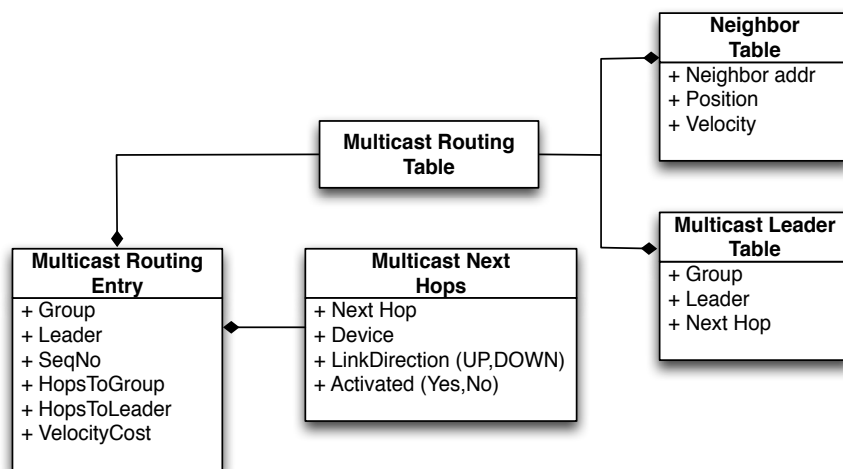 Neighbor
Table
+ Neighbor addr
+ Position
+ Velocity
Multicast Routing
Table
Multicast Leader
Table
+ Group
+ Leader
+ Next Hop
Multicast Routing
Entry
+ Group
+ Leader
+ SeqNo
+ HopsToGroup
+ HopsToLeader
+ VelocityCost
Multicast Next
Hops
+ Next Hop
+ Device
+ LinkDirection (UP,DOWN)
+ Activated (Yes,No)